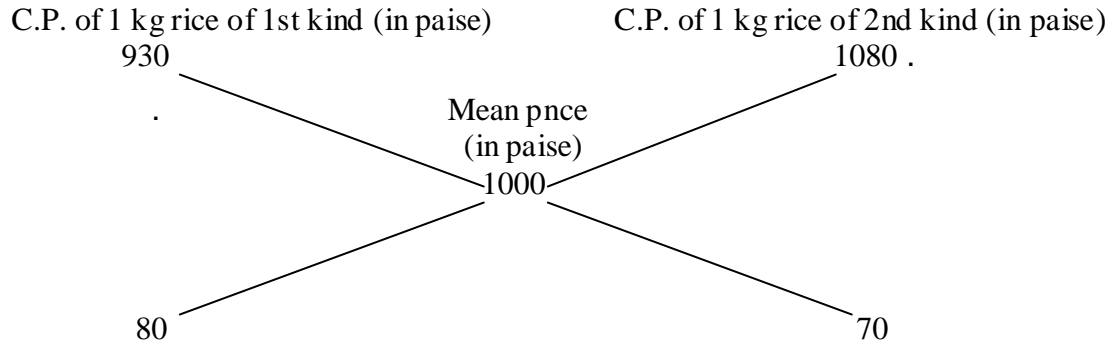 C.P. of 1 kg rice of 1st kind (in paise) C.P. of 1 kg rice of 2nd kind (in paise)
930 1080 .
.
Mean pnce
(in paise)
1000
80 70